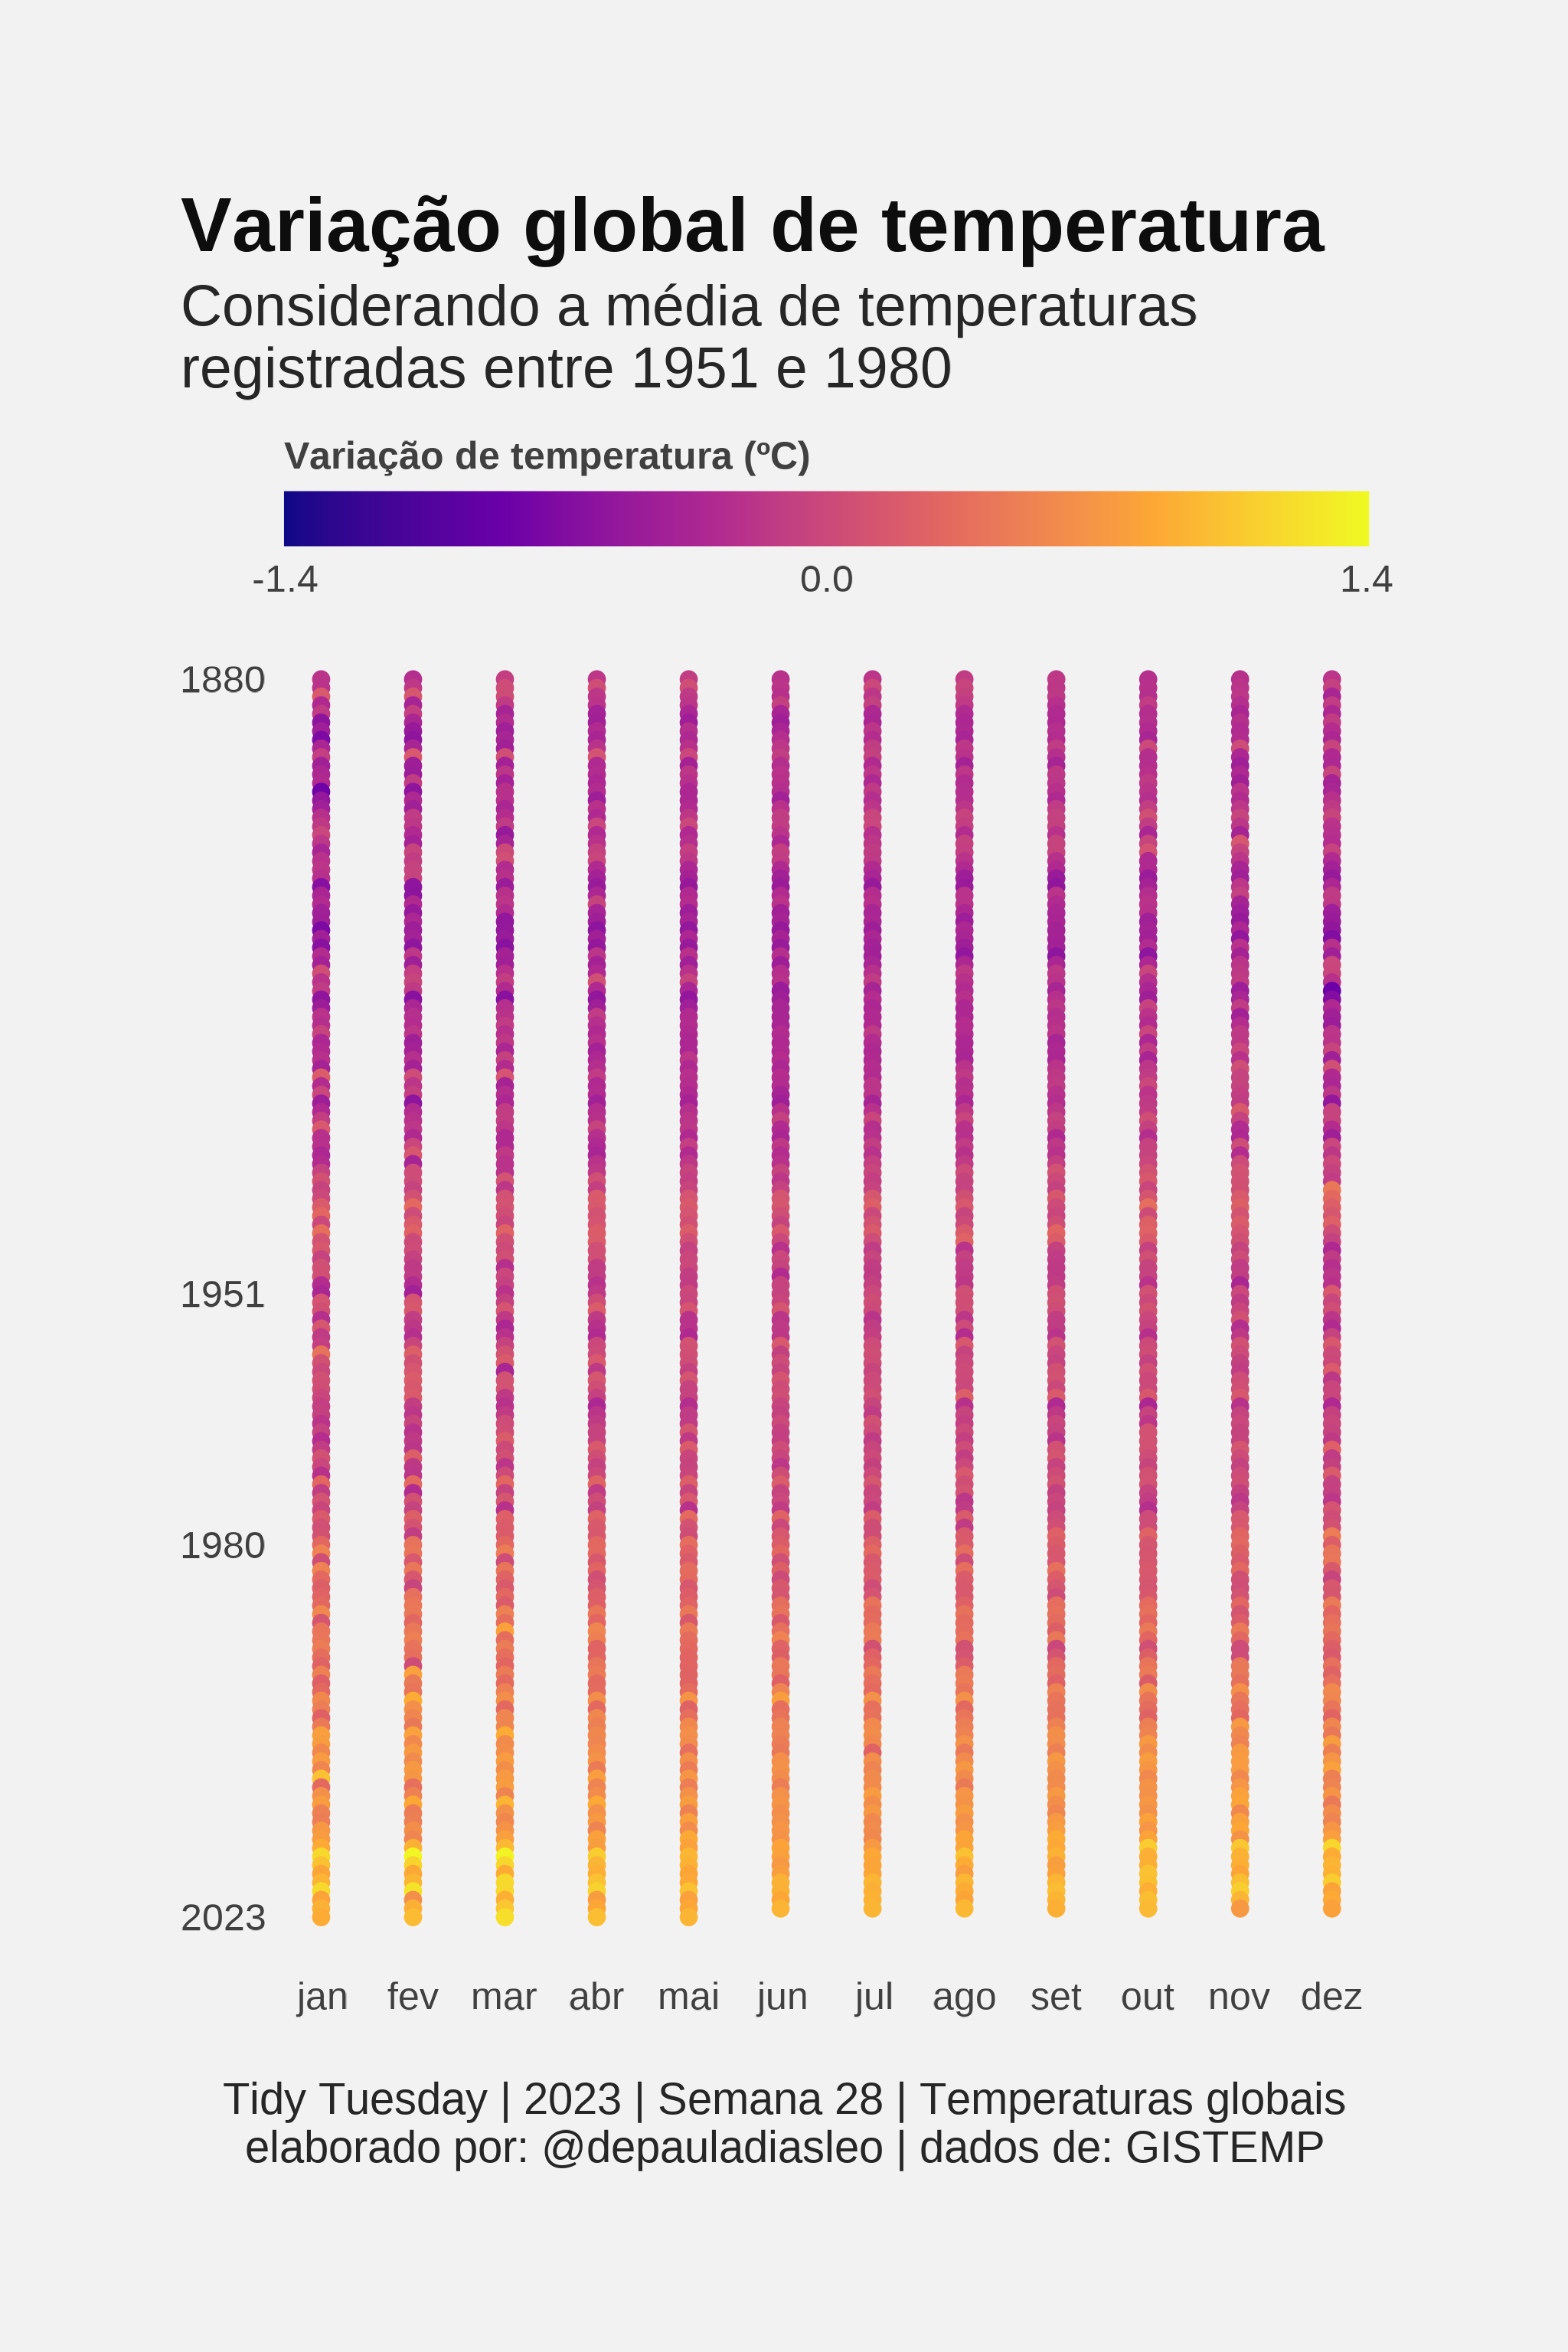 Variação global de temperatura
Considerando a média de temperaturas
registradas entre 1951 e 1980
Variação de temperatura (ºC)
-1.4 0.0 1.4
1880
1951
1980
2023
jan fev mar abr mai jun jul ago set out nov dez
Tidy Tuesday | 2023 | Semana 28 | Temperaturas globais
elaborado por: @depauladiasleo | dados de: GISTEMP